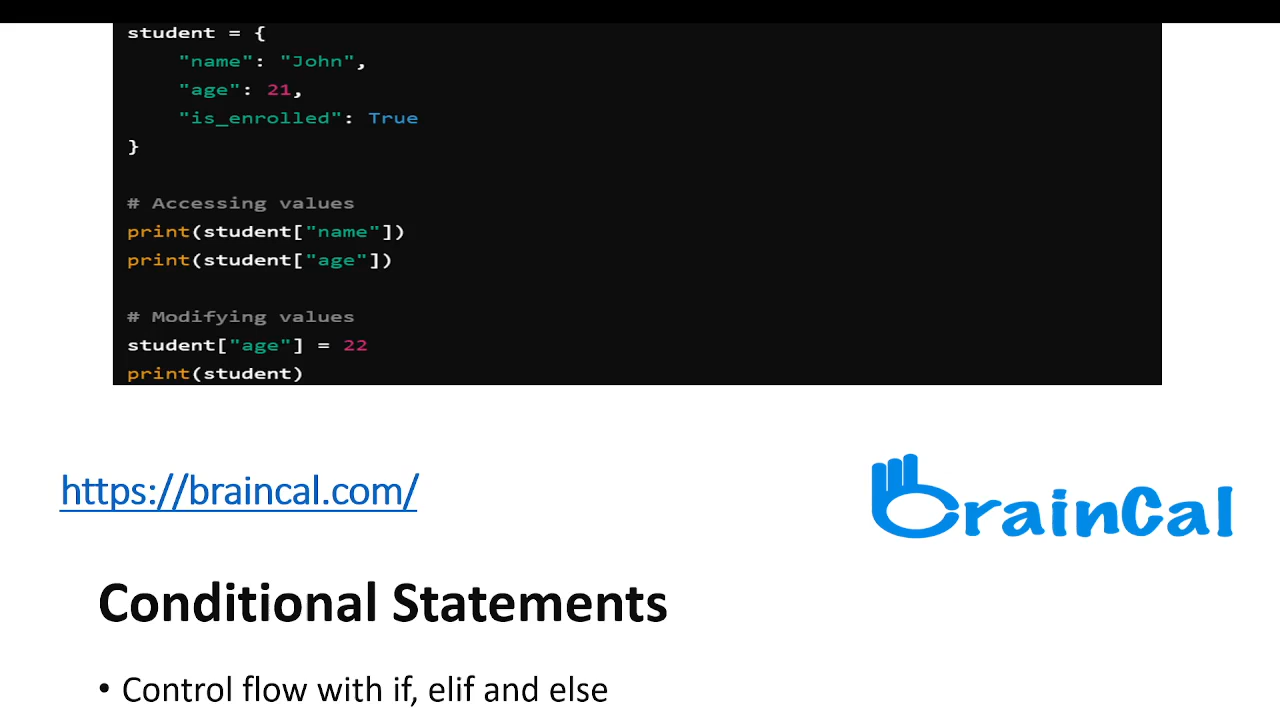 student = {
    "name": "John",
    "age": 21,
    "is_enrolled": True
}
# Accessing values
print(student["name"])
print(student["age"])
# Modifying values
student["age"] = 22
print(student)
https://braincal.com/
brainCal
Conditional Statements
• Control flow with if, elif and else